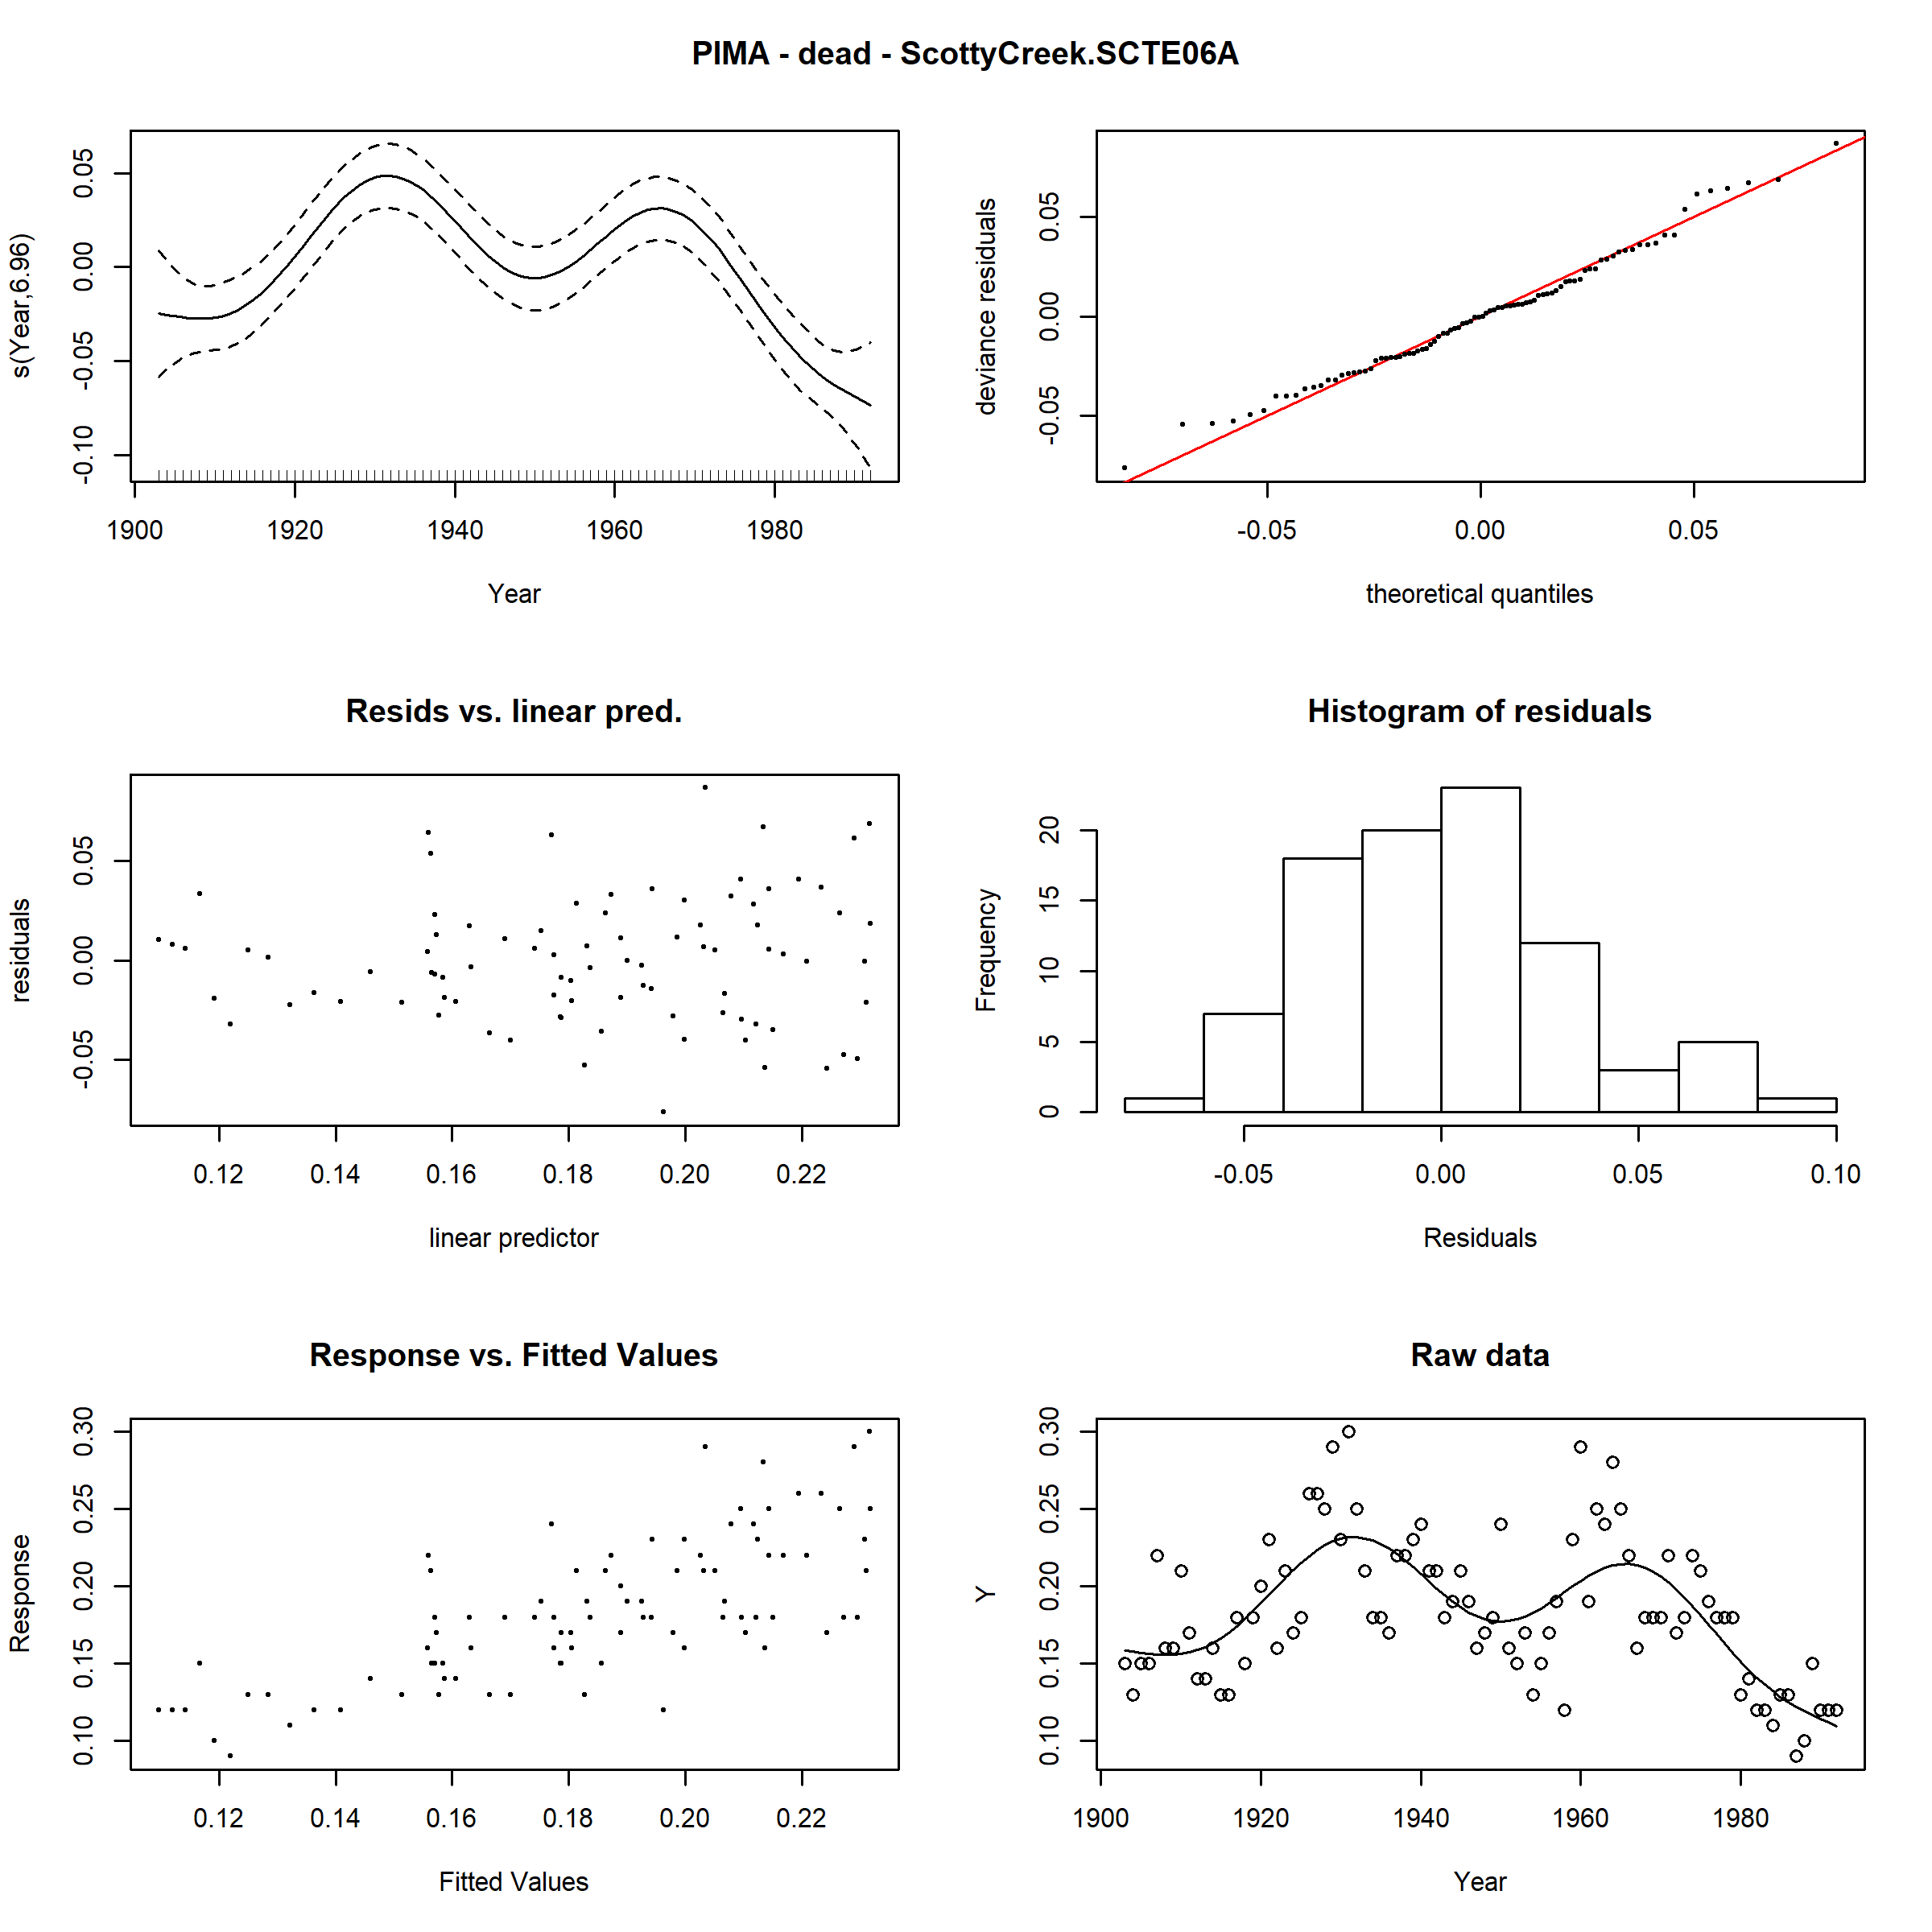 PIMA - dead - ScottyCreek.SCTE06A
s(Year,6.96)
0.05
0.00
-0.05
-0.10
1900 1920 1940 1960 1980
Year
deviance residuals
0.05
0.00
-0.05
-0.05 0.00 0.05
theoretical quantiles
Resids vs. linear pred.
residuals
0.05
0.00
-0.05
0.12 0.14 0.16 0.18 0.20 0.22
linear predictor
Histogram of residuals
Frequency
20
15
10
5
0
-0.05 0.00 0.05 0.10
Residuals
Response vs. Fitted Values
Response
0.30
0.25
0.20
0.15
0.10
0.12 0.14 0.16 0.18 0.20 0.22
Fitted Values
Raw data
Y
0.30
0.25
0.20
0.15
0.10
1900 1920 1940 1960 1980
Year